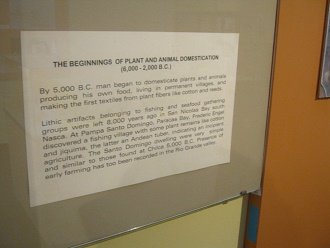 THE BEGINNINGS OF PLANT AND ANIMAL DOMESTICATION
(6,000 - 2,000 B.C.)
By 5,000 B.C. man began to domesticate plants and animals
producing his own food, living in permanent villages, and
making the first textiles from plant fibers like cotton and reeds.
Lithic artifacts belonging to fishing and seafood gathering
groups were left 8,000 years ago in San Nicolas Bay south
Nasca. At Pampa Santo Domingo, Paracas Bay, Frederic Engel
discovered a fishing village with some plant remains like cotton
and jiquima, the latter an Andean tuber, indicating an incipient
agriculture. The Santo Domingo dwelling were very simple
and similar to those found at Chilca 5,000 B.C. Presence of
early farming has too been recorded in the Rio Grande valley.